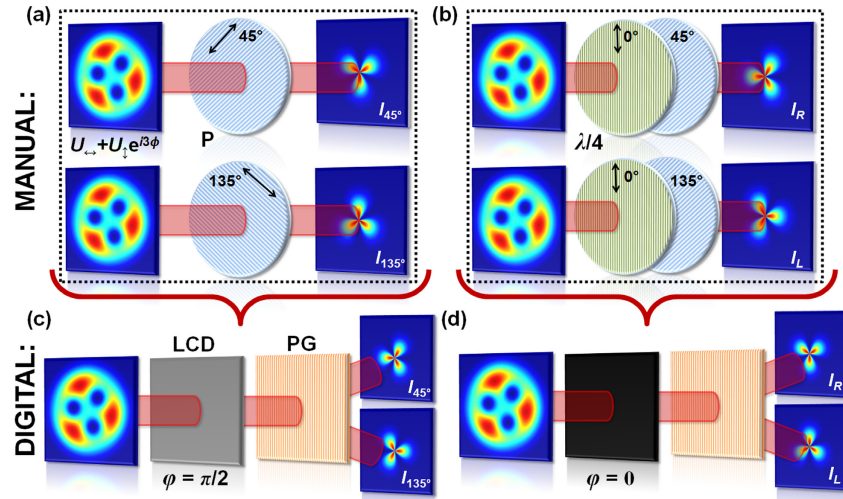 (a)
45°
I45°
U↔+U↕e^i3ϕ
P
135°
I135°
MANUAL:
(b)
0°
45°
IR
λ/4
0°
135°
IL
(c)
LCD
PG
I45°
I135°
φ = π/2
DIGITAL:
(d)
IR
IL
φ = 0